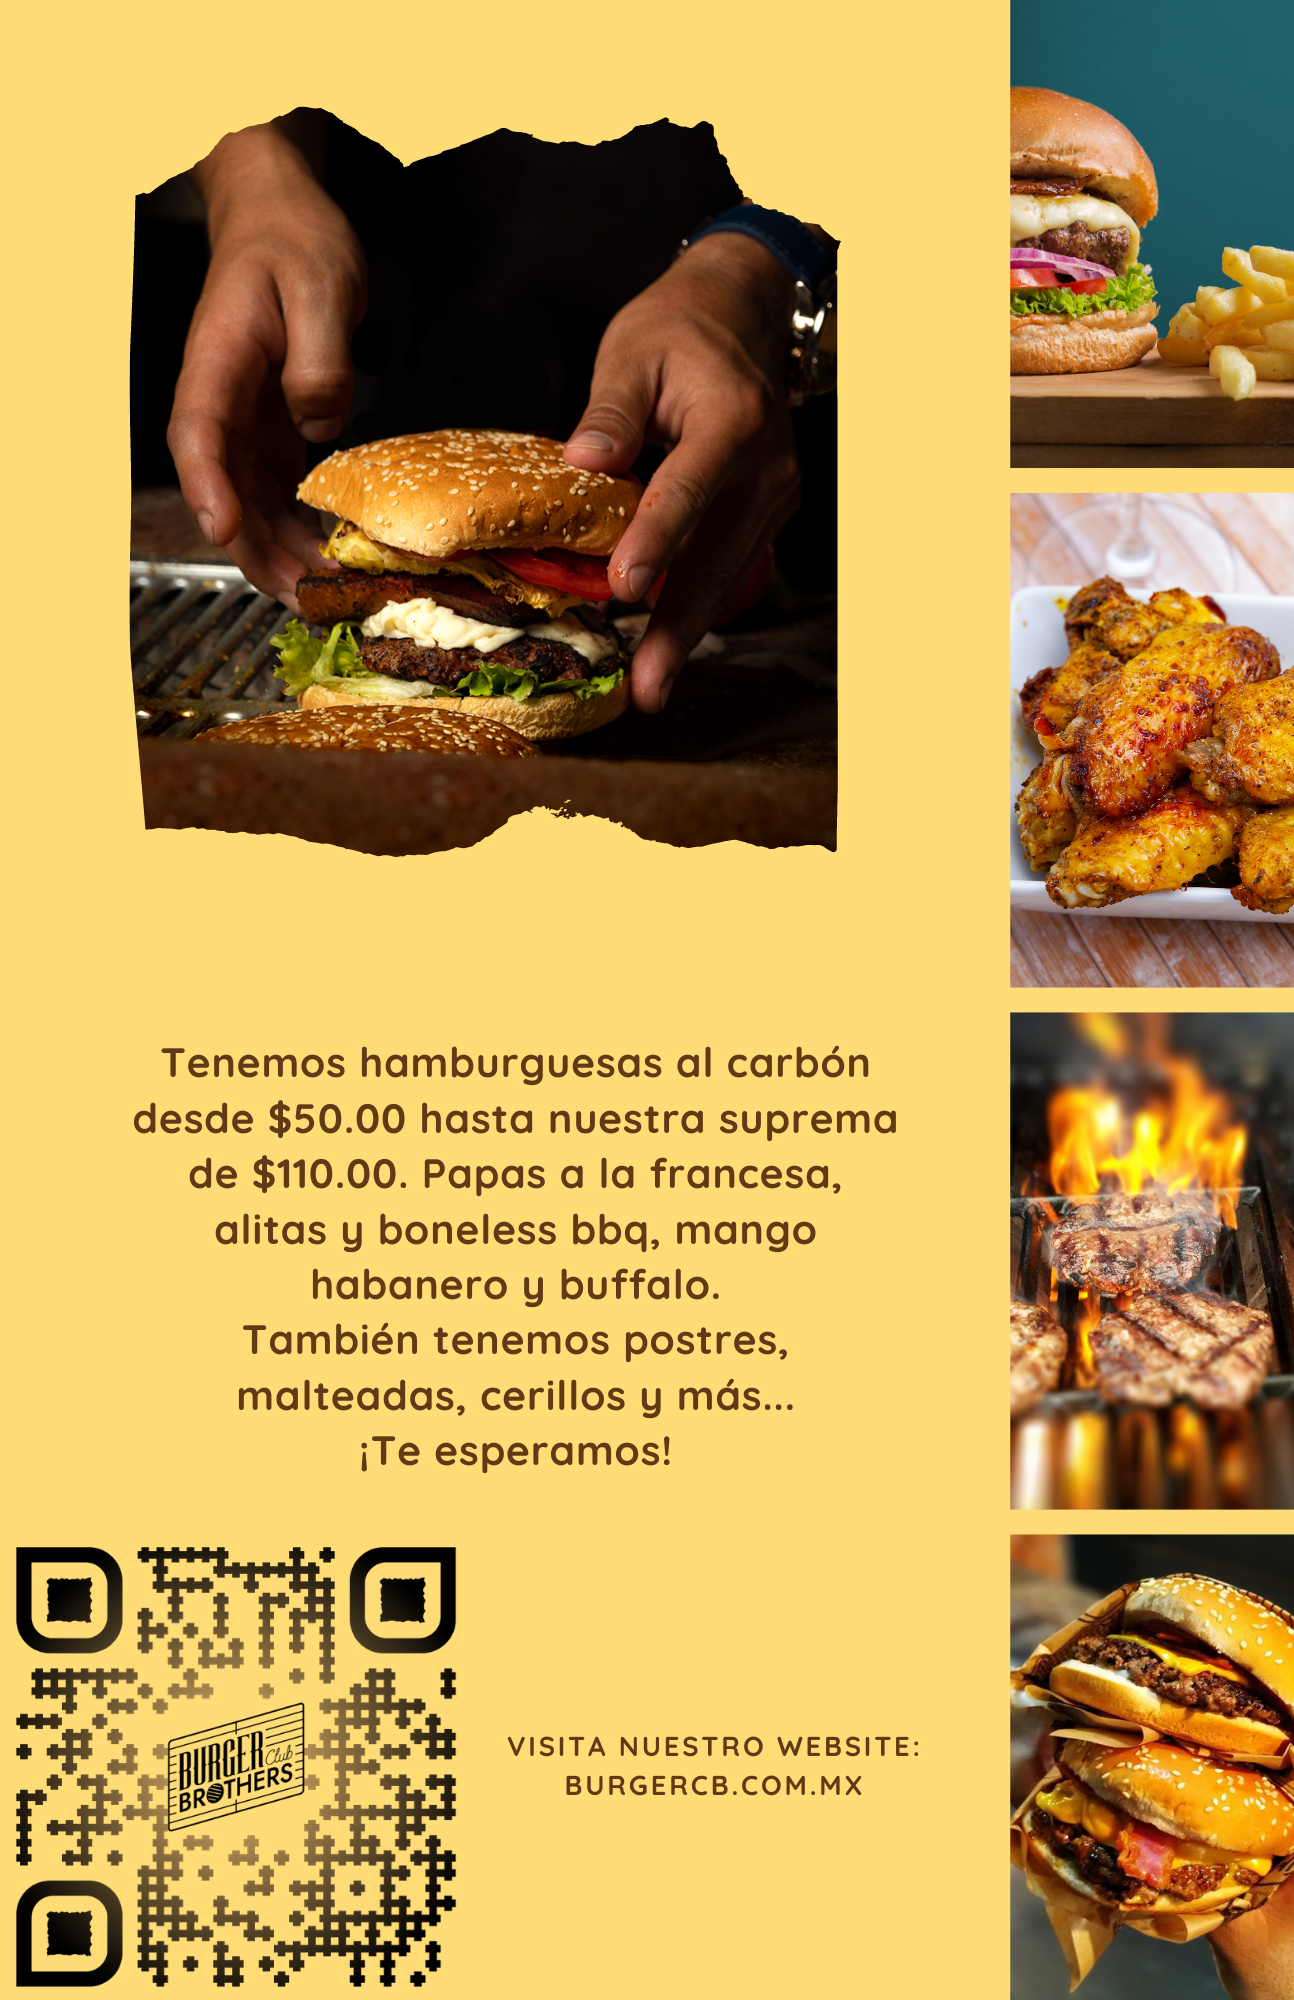 Tenemos hamburguesas al carbón
desde $50.00 hasta nuestra suprema
de $110.00. Papas a la francesa,
alitas y boneless bbq, mango
habanero y buffalo.
También tenemos postres,
malteadas, cerillos y más...
¡Te esperamos!
BURGER Club
BROTHERS
VISITA NUESTRO WEBSITE:
BURGERCB.COM.MX